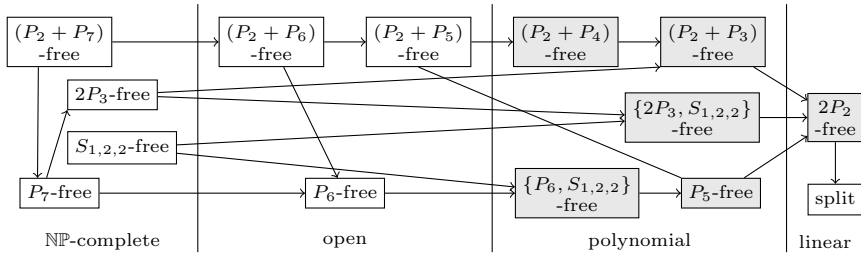 (P₂ + P₇)
-free
(P₂ + P₆)
-free
(P₂ + P₅)
-free
(P₂ + P₄)
-free
(P₂ + P₃)
-free
2P₃-free
{2P₃, S₁,₂,₂}
-free
2P₂
-free
S₁,₂,₂-free
P₇-free
P₆-free
{P₆, S₁,₂,₂}
-free
P₅-free
split
ℕℙ-complete
open
polynomial
linear